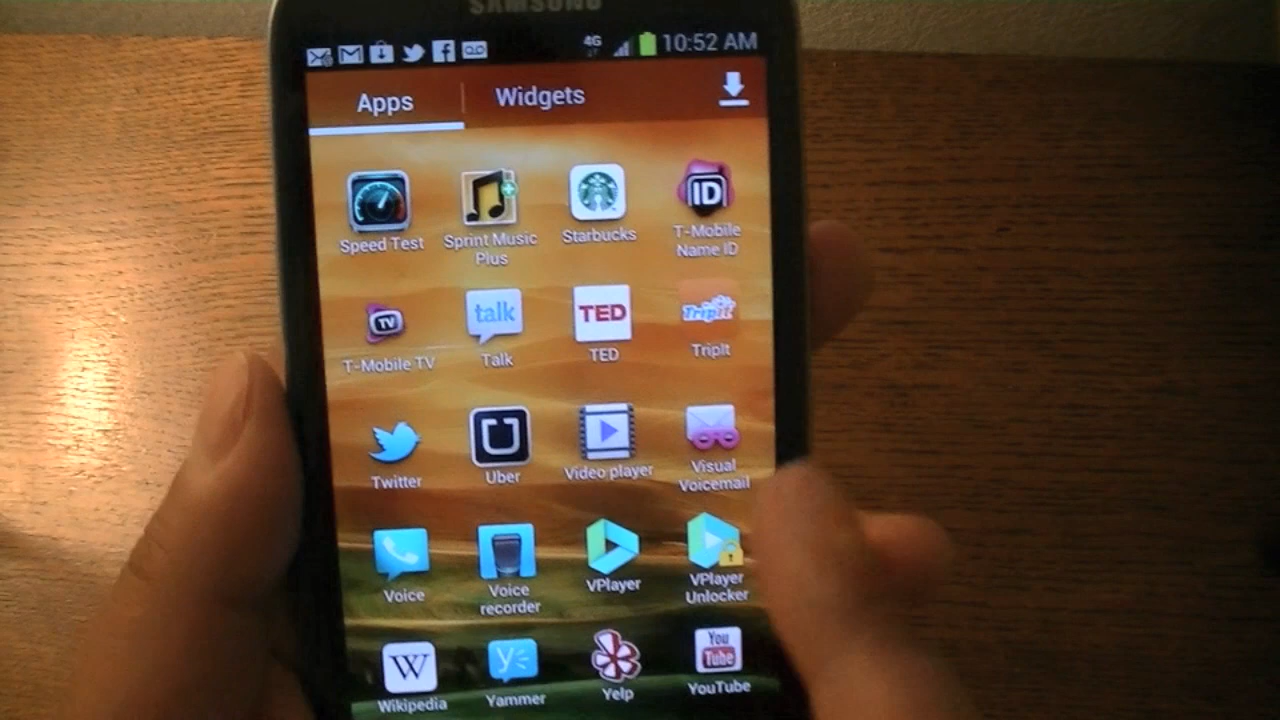 SAMSUNG
4G 10:52 AM
Apps Widgets
ID
Speed Test Sprint Music Plus Starbucks T-Mobile Name ID
TV talk TED TripIt
T-Mobile TV Talk TED TripIt
Twitter Uber Video player Visual Voicemail
Voice Voice recorder VPlayer VPlayer Unlocker
W y You Tube
Wikipedia Yammer Yelp YouTube